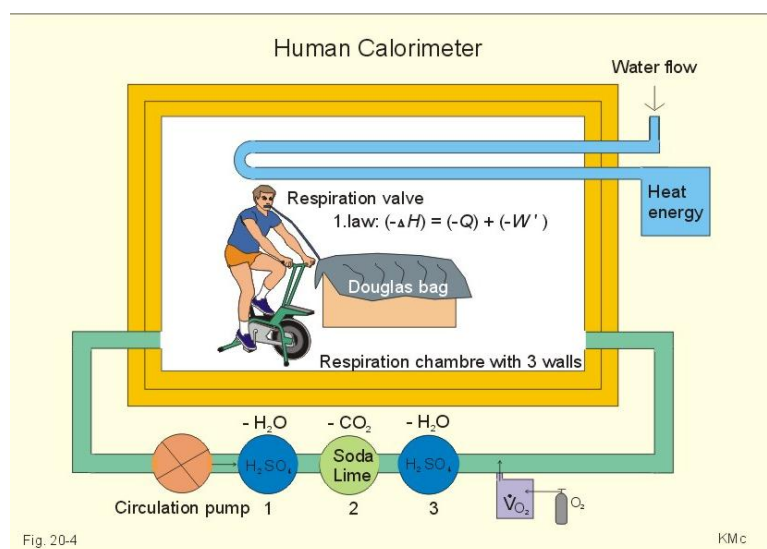 Human Calorimeter
Water flow
Heat
energy
Respiration valve
1.law: (-ΔH) = (-Q) + (-W')
Douglas bag
Respiration chambre with 3 walls
- H₂O
- CO₂
- H₂O
H₂SO₄
Soda
Lime
H₂SO₄
Circulation pump
1
2
3
V̇O₂
O₂
Fig. 20-4
KMc